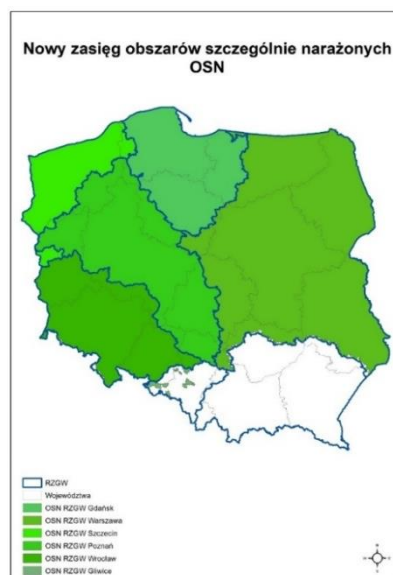 Nowy zasięg obszarów szczególnie narażonych
OSN
RZGW
Województwa
OSN RZGW Gdańsk
OSN RZGW Warszawa
OSN RZGW Szczecin
OSN RZGW Poznań
OSN RZGW Wrocław
OSN RZGW Gliwice